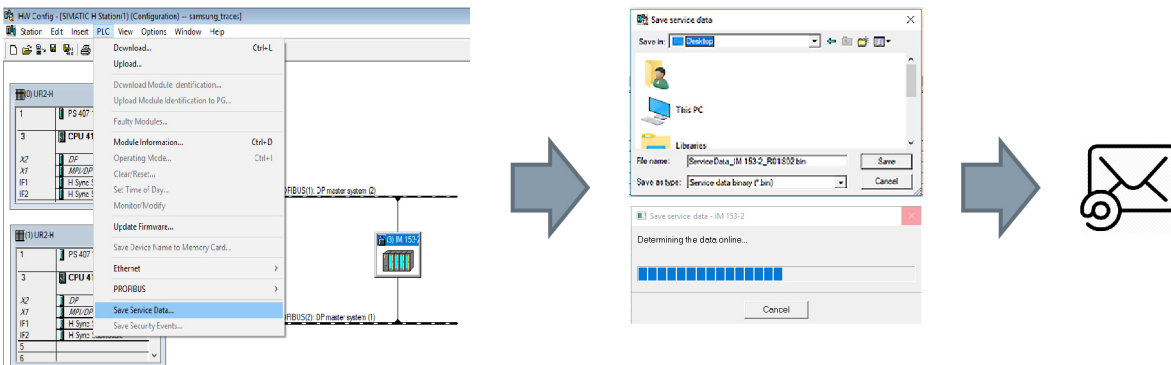 HW Config - [SIMATIC H Station(1) (Configuration) -- samsung_traces]
Station Edit Insert PLC View Options Window Help
Download... Ctrl+L
Upload...
Download Module Identification...
Upload Module Identification to PG...
Faulty Modules...
Module Information... Ctrl+D
Operating Mode... Ctrl+I
Clear/Reset...
Set Time of Day...
Monitor/Modify
Update Firmware...
Save Device Name to Memory Card...
Ethernet
PROFIBUS
Save Service Data...
Save Security Events...
(0) UR2-H
1 PS 407
3 CPU 41
X2 DP
X1 MPI/DP
IF1 H Sync
IF2 H Sync
OFIBUS(1): DP master system (2)
(3) IM 153-2
(1) UR2-H
1 PS 407
3 CPU 41
X2 DP
X1 MPI/DP
IF1 H Sync
IF2 H Sync
5
6
FIBUS(2): DP master system (1)
Save service data
Save in: Desktop
This PC
Libraries
File name: ServiceData_IM 153-2_R01S02.bin Save
Save as type: Service data binary (*.bin) Cancel
Save service data - IM 153-2
Determining the data online...
Cancel